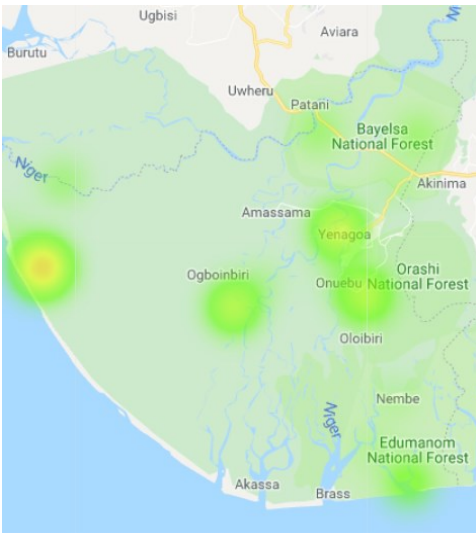 Ugbisi
Aviara
Burutu
Uwheru
Patani
Bayelsa
National Forest
Niger
Akinima
Amassama
Yenagoa
Ogboinbiri
Onuebu
Orashi
National Forest
Oloibiri
Nembe
Niger
Edumanom
National Forest
Akassa
Brass